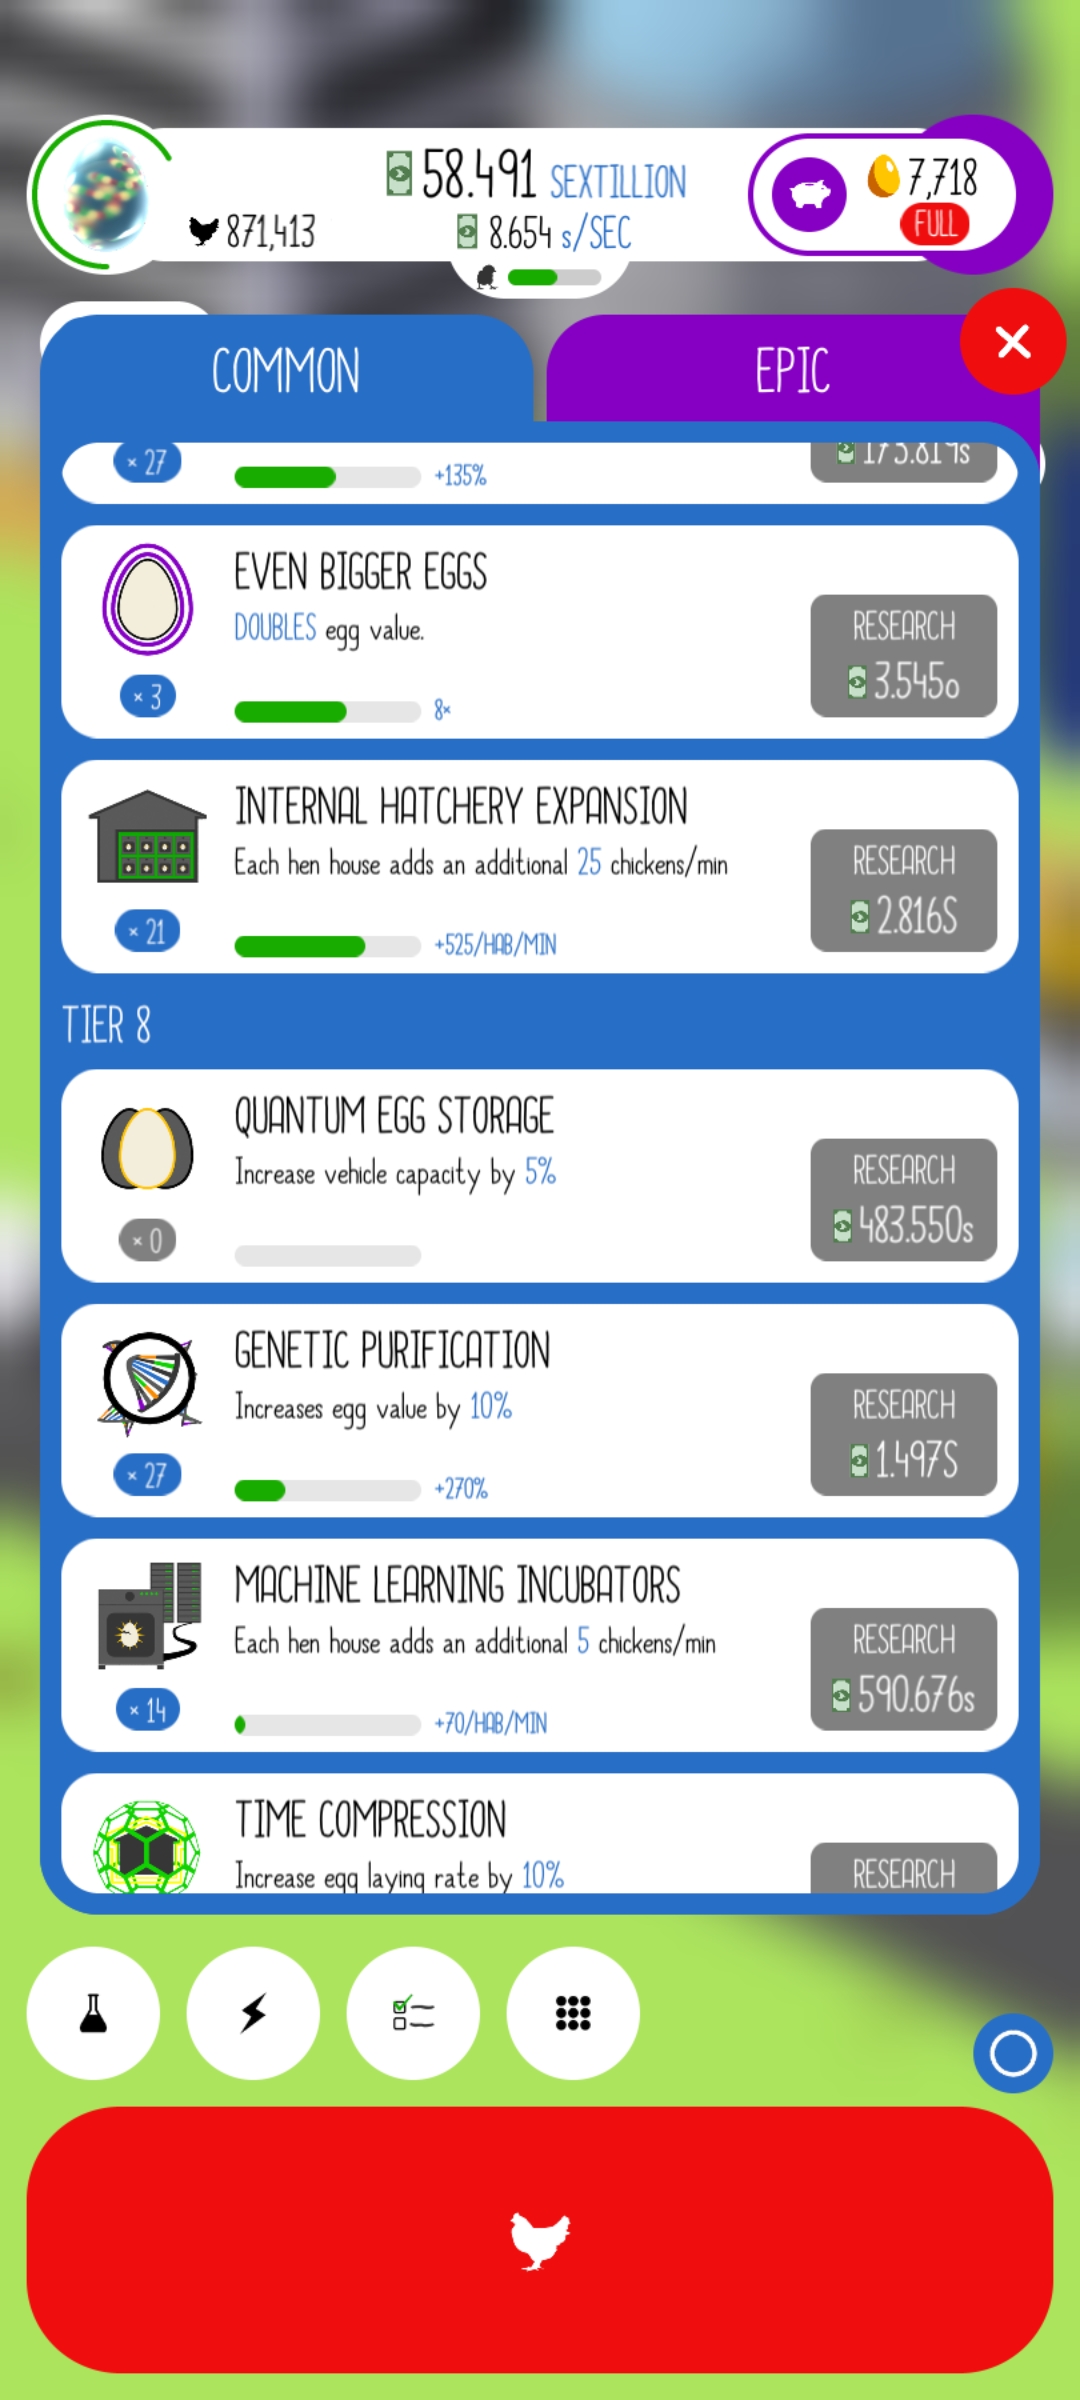 58.491 SEXTILLION
871,413
8.654 s/SEC
7,718
FULL
COMMON
EPIC
× 27
+135%
173.819s
EVEN BIGGER EGGS
DOUBLES egg value.
× 3
8×
RESEARCH
3.545o
INTERNAL HATCHERY EXPANSION
Each hen house adds an additional 25 chickens/min
× 21
+525/HAB/MIN
RESEARCH
2.816S
TIER 8
QUANTUM EGG STORAGE
Increase vehicle capacity by 5%
× 0
RESEARCH
483.550s
GENETIC PURIFICATION
Increases egg value by 10%
× 27
+270%
RESEARCH
1.497S
MACHINE LEARNING INCUBATORS
Each hen house adds an additional 5 chickens/min
× 14
+70/HAB/MIN
RESEARCH
590.676s
TIME COMPRESSION
Increase egg laying rate by 10%
RESEARCH